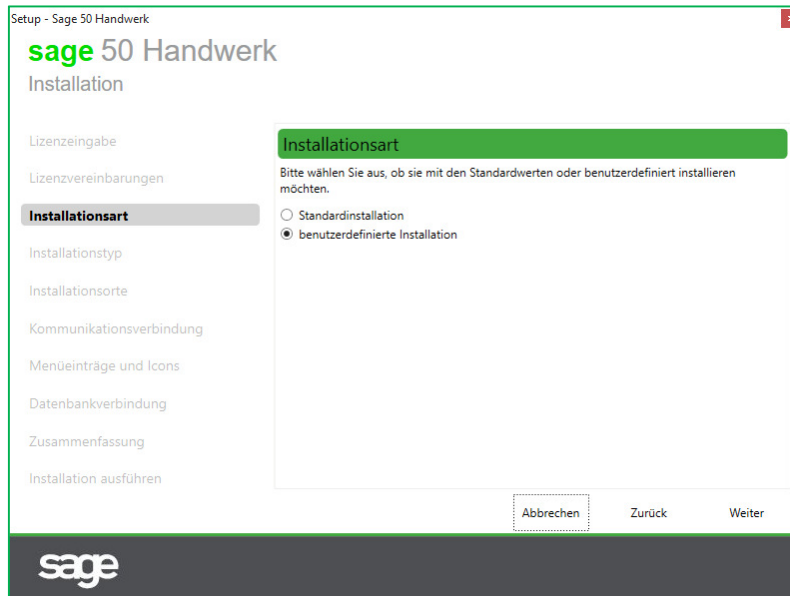 Setup - Sage 50 Handwerk
sage 50 Handwerk
Installation
Lizenzeingabe
Lizenzvereinbarungen
Installationsart
Installationstyp
Installationsorte
Kommunikationsverbindung
Menüeinträge und Icons
Datenbankverbindung
Zusammenfassung
Installation ausführen
Installationsart
Bitte wählen Sie aus, ob sie mit den Standardwerten oder benutzerdefiniert installieren
möchten.
Standardinstallation
benutzerdefinierte Installation
Abbrechen Zurück Weiter
sage